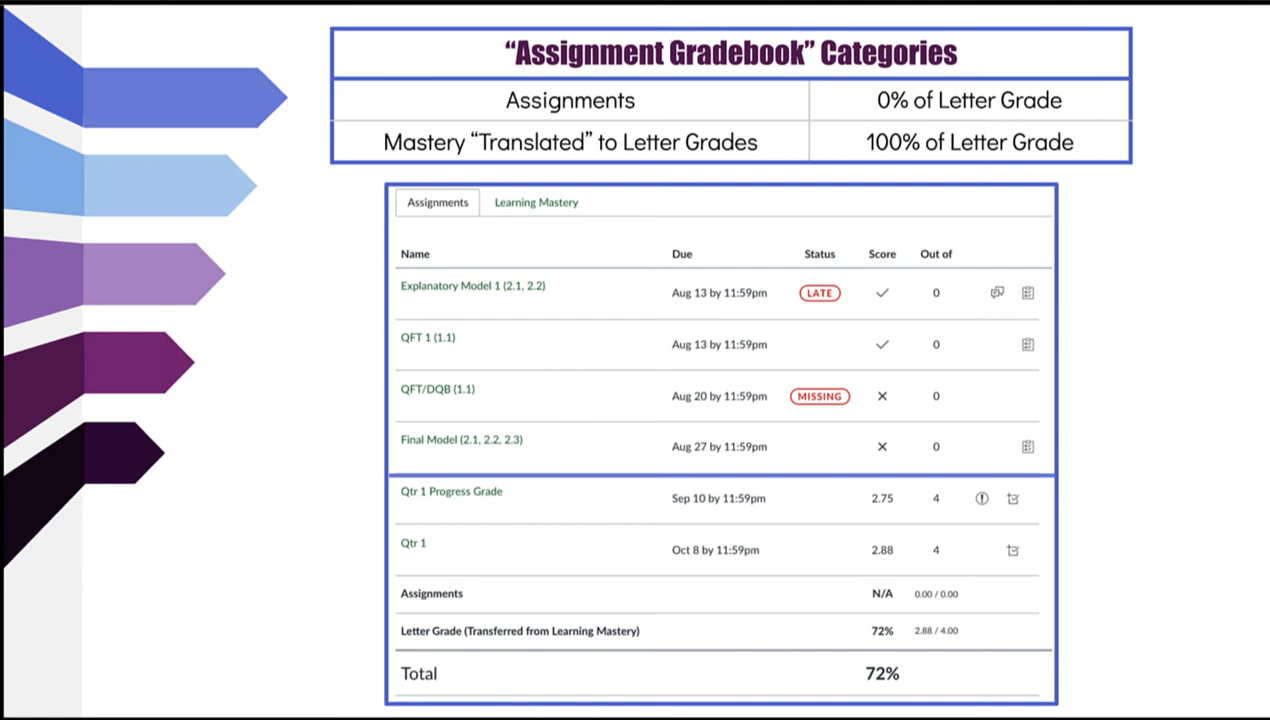 “Assignment Gradebook” Categories
Assignments 0% of Letter Grade
Mastery “Translated” to Letter Grades 100% of Letter Grade
Assignments Learning Mastery
Name Due Status Score Out of
Explanatory Model 1 (2.1, 2.2) Aug 13 by 11:59pm LATE ✓ 0
QFT 1 (1.1) Aug 13 by 11:59pm ✓ 0
QFT/DQB (1.1) Aug 20 by 11:59pm MISSING ✕ 0
Final Model (2.1, 2.2, 2.3) Aug 27 by 11:59pm ✕ 0
Qtr 1 Progress Grade Sep 10 by 11:59pm 2.75 4
Qtr 1 Oct 8 by 11:59pm 2.88 4
Assignments N/A 0.00 / 0.00
Letter Grade (Transferred from Learning Mastery) 72% 2.88 / 4.00
Total 72%